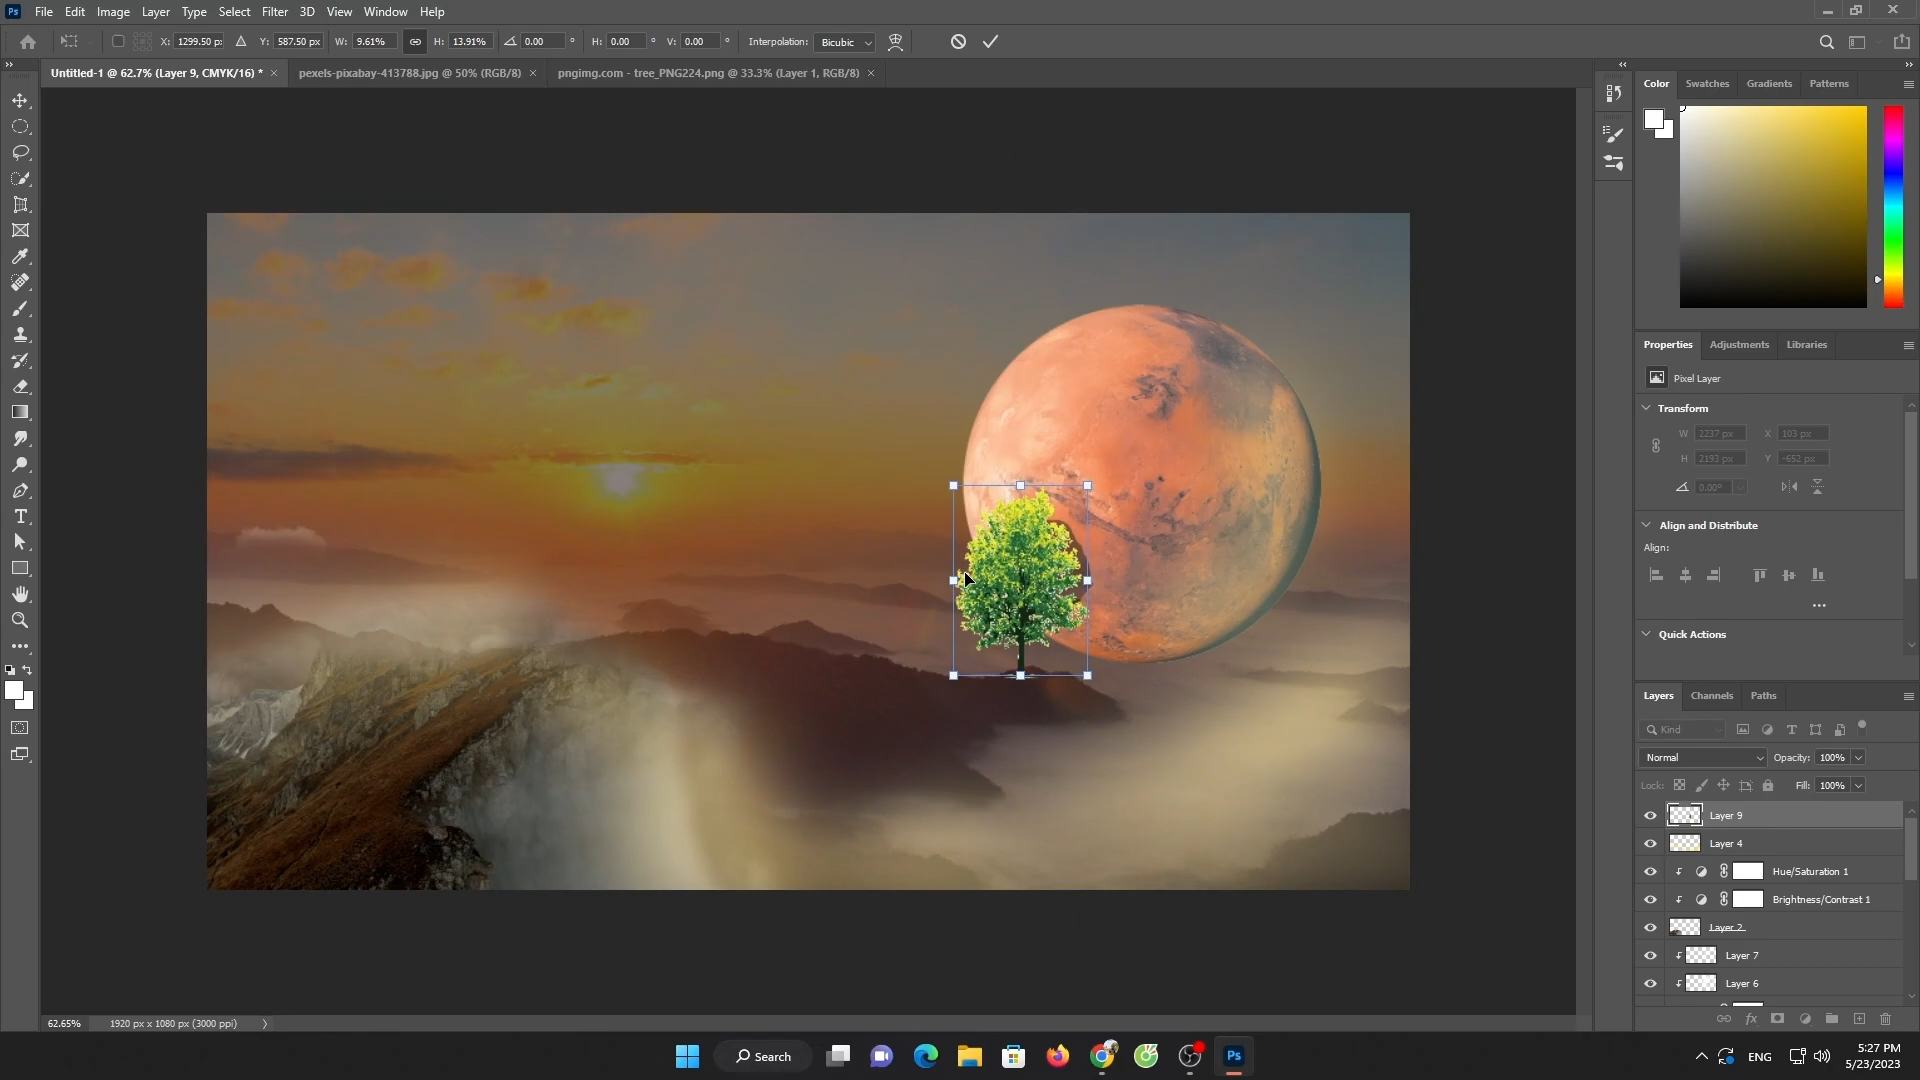 Ps File Edit Image Layer Type Select Filter 3D View Window Help
X: 1299.50 p: Y: 587.50 px W: 9.61% H: 13.91% 0.00 ° H: 0.00 ° V: 0.00 ° Interpolation: Bicubic
Untitled-1 @ 62.7% (Layer 9, CMYK/16) * × pexels-pixabay-413788.jpg @ 50% (RGB/8) × pngimg.com - tree_PNG224.png @ 33.3% (Layer 1, RGB/8) ×
Color Swatches Gradients Patterns
Properties Adjustments Libraries
Pixel Layer
Transform
W 2237 px X 103 px
H 2193 px Y -652 px
0.00°
Align and Distribute
Align:
Quick Actions
Layers Channels Paths
Kind
Normal Opacity: 100%
Lock: Fill: 100%
Layer 9
Layer 4
Hue/Saturation 1
Brightness/Contrast 1
Layer 2
Layer 7
Layer 6
62.65% 1920 px x 1080 px (3000 ppi)
Search
Ps
ENG
5:27 PM
5/23/2023